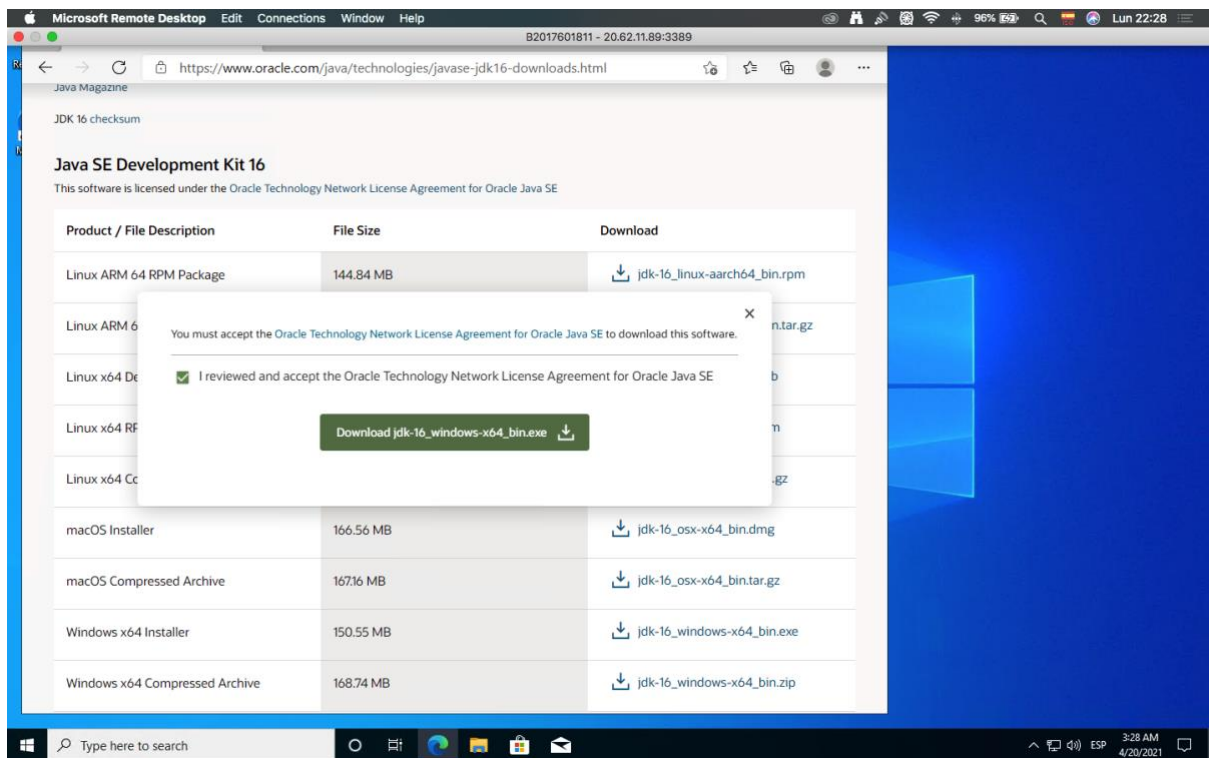 Microsoft Remote Desktop Edit Connections Window Help 96% Lun 22:28
B2017601811 - 20.62.11.89:3389
https://www.oracle.com/java/technologies/javase-jdk16-downloads.html
Java Magazine
JDK 16 checksum
Java SE Development Kit 16
This software is licensed under the Oracle Technology Network License Agreement for Oracle Java SE
Product / File Description File Size Download
Linux ARM 64 RPM Package 144.84 MB jdk-16_linux-aarch64_bin.rpm
Linux ARM 6 n.tar.gz
You must accept the Oracle Technology Network License Agreement for Oracle Java SE to download this software.
Linux x64 De b
I reviewed and accept the Oracle Technology Network License Agreement for Oracle Java SE
Linux x64 RP m
Download jdk-16_windows-x64_bin.exe
Linux x64 Co .gz
macOS Installer 166.56 MB jdk-16_osx-x64_bin.dmg
macOS Compressed Archive 167.16 MB jdk-16_osx-x64_bin.tar.gz
Windows x64 Installer 150.55 MB jdk-16_windows-x64_bin.exe
Windows x64 Compressed Archive 168.74 MB jdk-16_windows-x64_bin.zip
Type here to search ESP 3:28 AM
4/20/2021